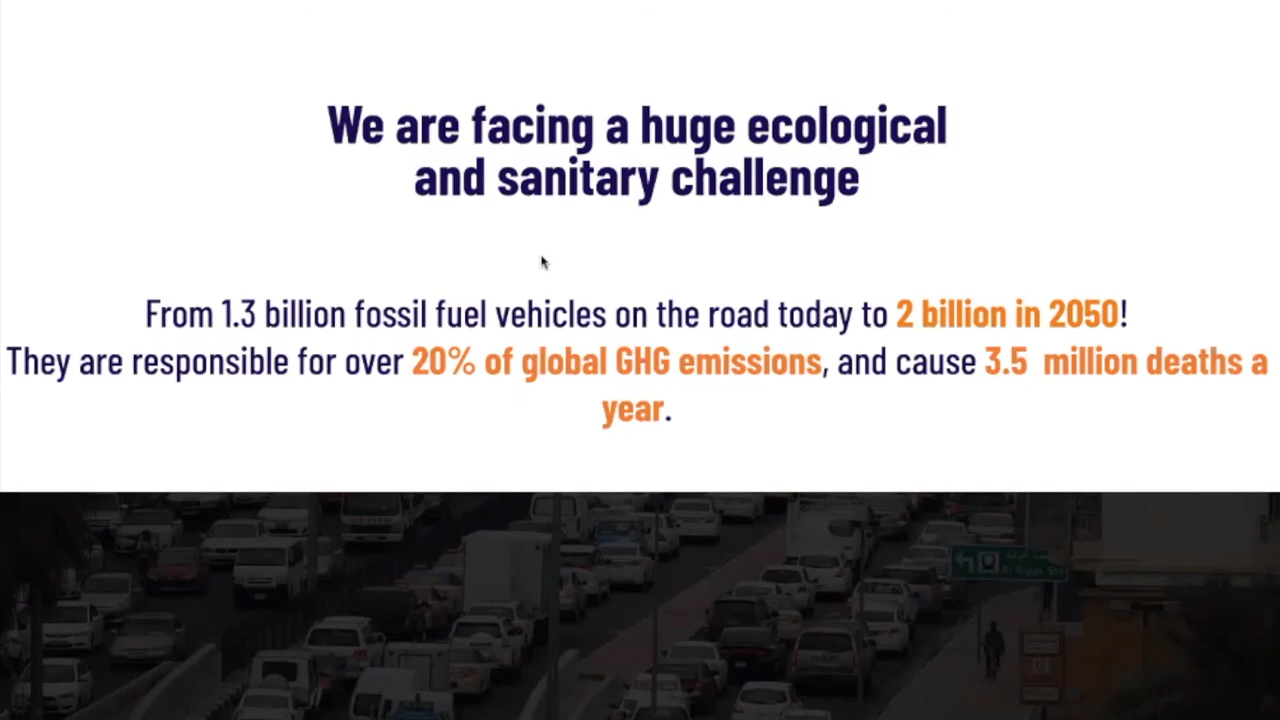 We are facing a huge ecological
and sanitary challenge
From 1.3 billion fossil fuel vehicles on the road today to 2 billion in 2050!
They are responsible for over 20% of global GHG emissions, and cause 3.5 million deaths a
year.